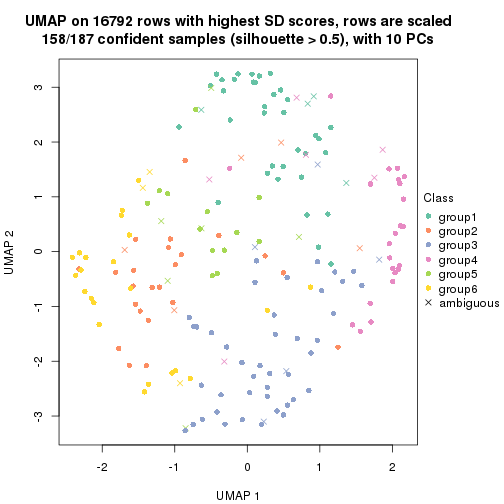 UMAP on 16792 rows with highest SD scores, rows are scaled
158/187 confident samples (silhouette > 0.5), with 10 PCs
3
2
1
0
-1
-2
-3
UMAP 2
-2
-1
0
1
2
UMAP 1
Class
group1
group2
group3
group4
group5
group6
ambiguous